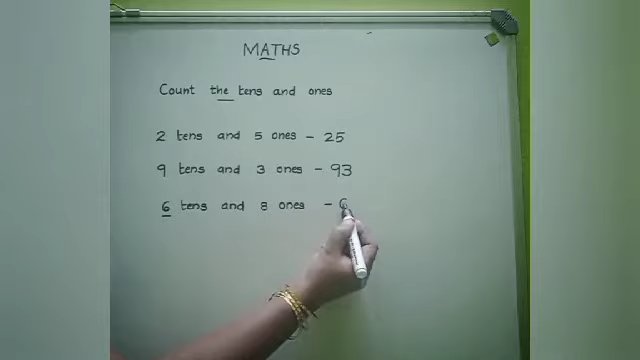 MATHS
Count the tens and ones
2 tens and 5 ones - 25
9 tens and 3 ones - 93
6 tens and 8 ones - 6